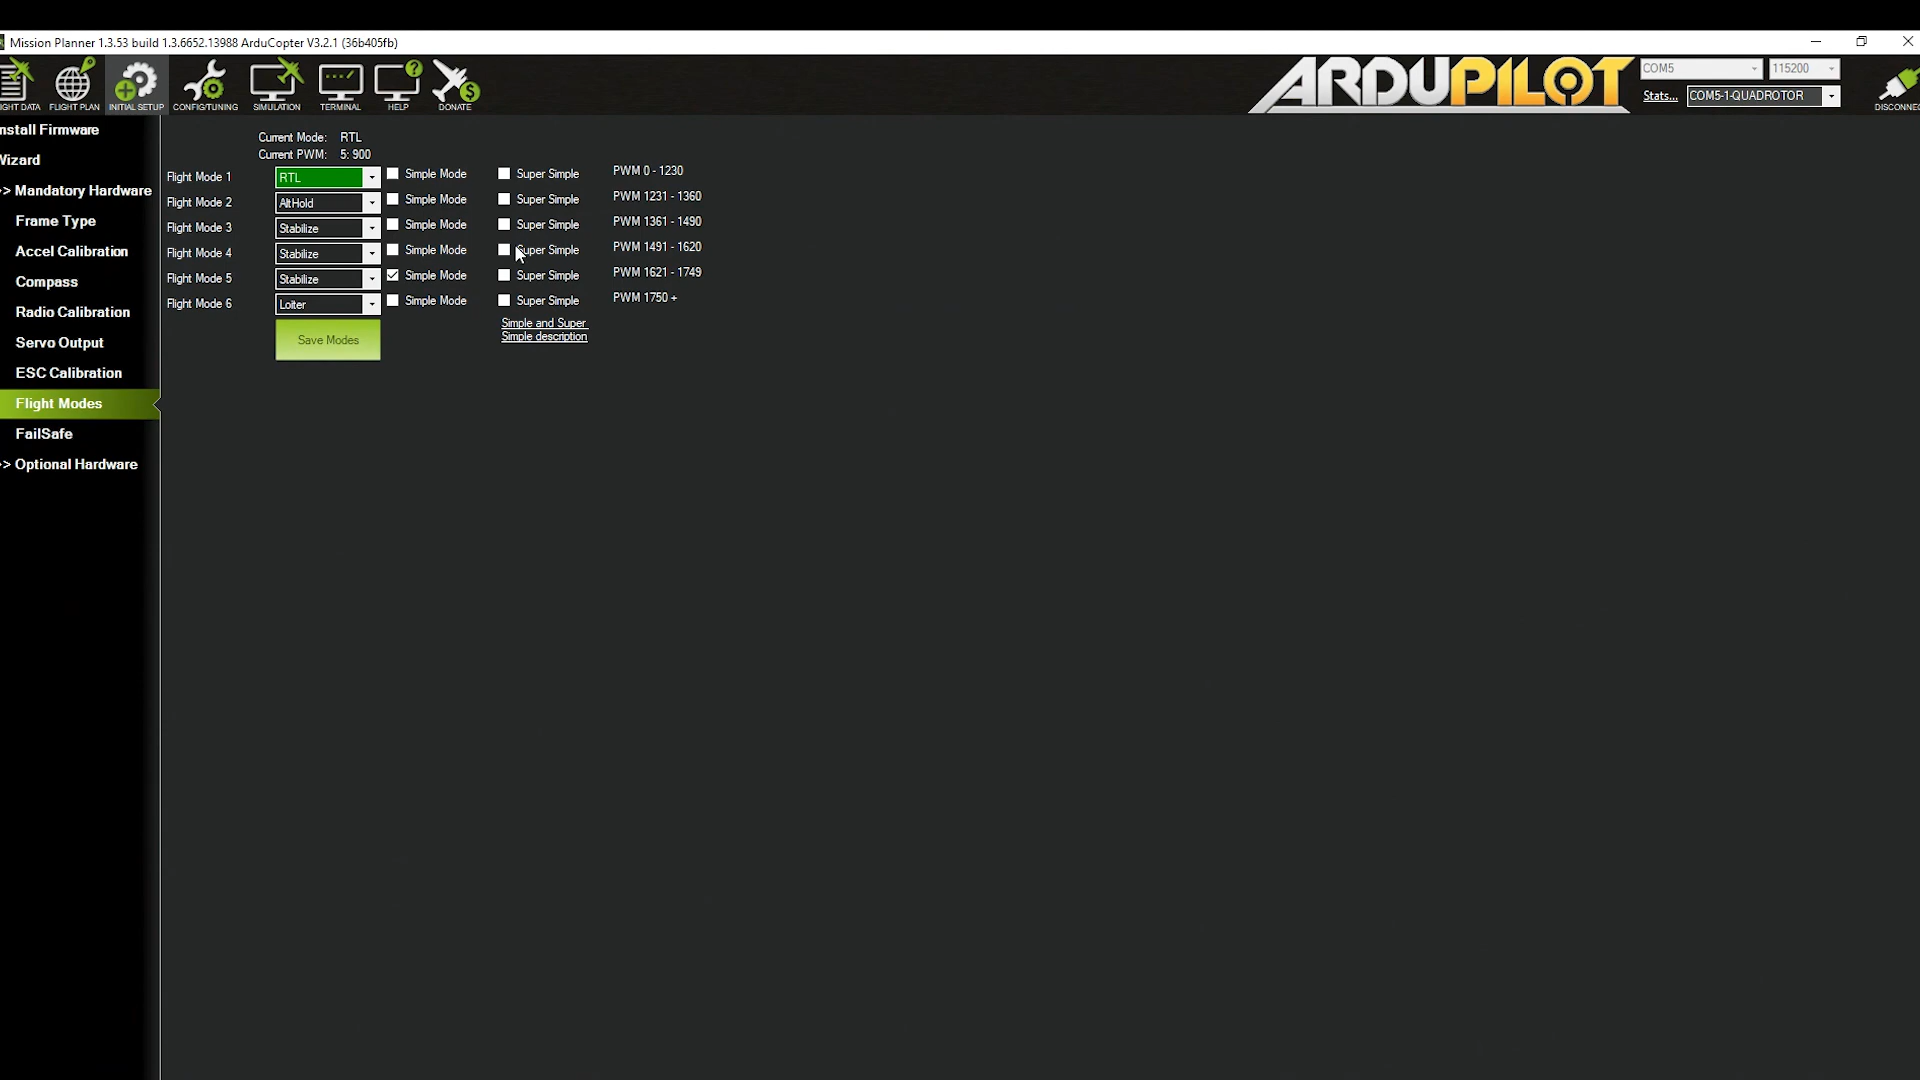 Mission Planner 1.3.53 build 1.3.6652.13988 ArduCopter V3.2.1 (36b405fb)
IGHT DATA FLIGHT PLAN INITIAL SETUP CONFIG/TUNING SIMULATION TERMINAL HELP DONATE
ARDUPILOT
COM5 115200
Stats... COM5-1-QUADROTOR
DISCONNEC
nstall Firmware
Wizard
>> Mandatory Hardware
Frame Type
Accel Calibration
Compass
Radio Calibration
Servo Output
ESC Calibration
Flight Modes
FailSafe
>> Optional Hardware
Current Mode: RTL
Current PWM: 5: 900
Flight Mode 1 RTL Simple Mode Super Simple PWM 0 - 1230
Flight Mode 2 AltHold Simple Mode Super Simple PWM 1231 - 1360
Flight Mode 3 Stabilize Simple Mode Super Simple PWM 1361 - 1490
Flight Mode 4 Stabilize Simple Mode Super Simple PWM 1491 - 1620
Flight Mode 5 Stabilize Simple Mode Super Simple PWM 1621 - 1749
Flight Mode 6 Loiter Simple Mode Super Simple PWM 1750 +
Save Modes
Simple and Super
Simple description